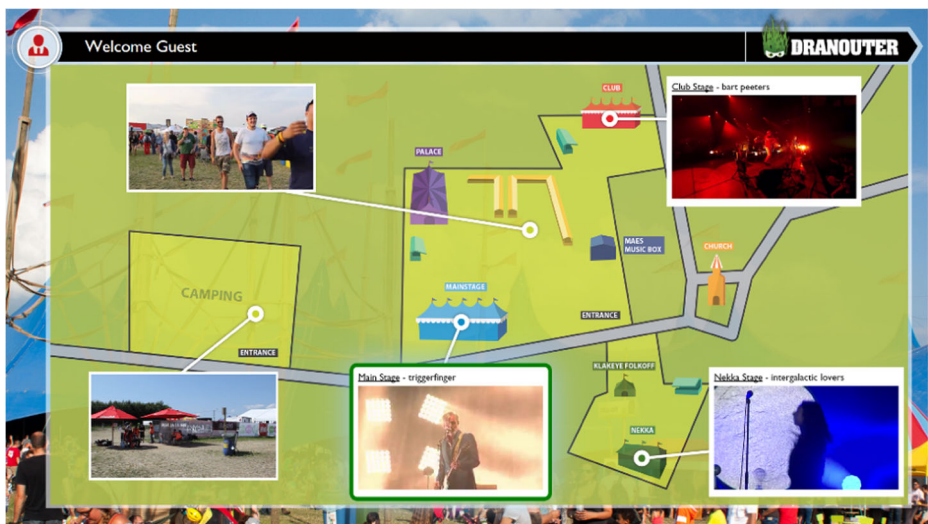 Welcome Guest
DRANOUTER
CLUB
Club Stage - bart peeters
PALACE
MAES
MUSIC BOX
CHURCH
CAMPING
MAINSTAGE
ENTRANCE
ENTRANCE
KLAKEYE FOLKOFF
Main Stage - triggerfinger
Nekka Stage - intergalactic lovers
NEKKA